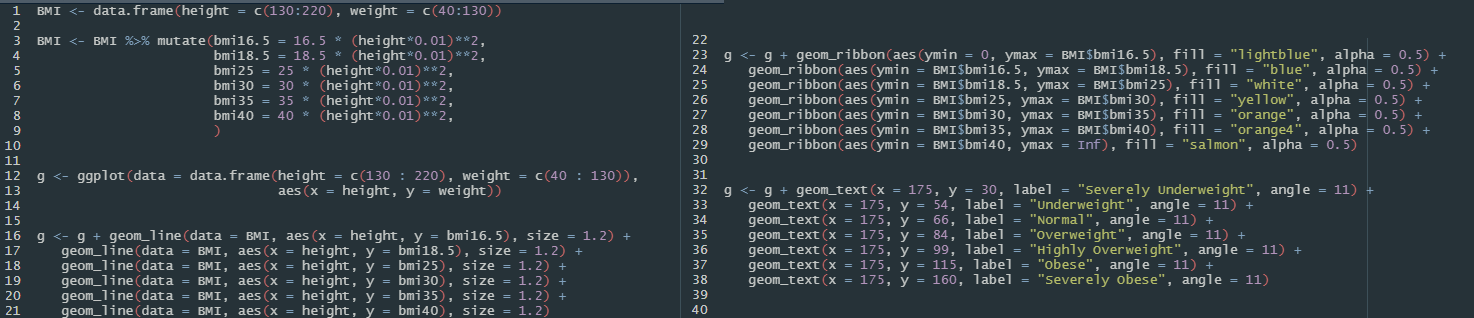 1 BMI <- data.frame(height = c(130:220), weight = c(40:130))
2
3 BMI <- BMI %>% mutate(bmi16.5 = 16.5 * (height*0.01)**2,
4 bmi18.5 = 18.5 * (height*0.01)**2,
5 bmi25 = 25 * (height*0.01)**2,
6 bmi30 = 30 * (height*0.01)**2,
7 bmi35 = 35 * (height*0.01)**2,
8 bmi40 = 40 * (height*0.01)**2,
9 )
10
11
12 g <- ggplot(data = data.frame(height = c(130 : 220), weight = c(40 : 130)),
13 aes(x = height, y = weight))
14
15
16 g <- g + geom_line(data = BMI, aes(x = height, y = bmi16.5), size = 1.2) +
17 geom_line(data = BMI, aes(x = height, y = bmi18.5), size = 1.2) +
18 geom_line(data = BMI, aes(x = height, y = bmi25), size = 1.2) +
19 geom_line(data = BMI, aes(x = height, y = bmi30), size = 1.2) +
20 geom_line(data = BMI, aes(x = height, y = bmi35), size = 1.2) +
21 geom_line(data = BMI, aes(x = height, y = bmi40), size = 1.2)
22
23 g <- g + geom_ribbon(aes(ymin = 0, ymax = BMI$bmi16.5), fill = "lightblue", alpha = 0.5) +
24 geom_ribbon(aes(ymin = BMI$bmi16.5, ymax = BMI$bmi18.5), fill = "blue", alpha = 0.5) +
25 geom_ribbon(aes(ymin = BMI$bmi18.5, ymax = BMI$bmi25), fill = "white", alpha = 0.5) +
26 geom_ribbon(aes(ymin = BMI$bmi25, ymax = BMI$bmi30), fill = "yellow", alpha = 0.5) +
27 geom_ribbon(aes(ymin = BMI$bmi30, ymax = BMI$bmi35), fill = "orange", alpha = 0.5) +
28 geom_ribbon(aes(ymin = BMI$bmi35, ymax = BMI$bmi40), fill = "orange4", alpha = 0.5) +
29 geom_ribbon(aes(ymin = BMI$bmi40, ymax = Inf), fill = "salmon", alpha = 0.5)
30
31
32 g <- g + geom_text(x = 175, y = 30, label = "Severely Underweight", angle = 11) +
33 geom_text(x = 175, y = 54, label = "Underweight", angle = 11) +
34 geom_text(x = 175, y = 66, label = "Normal", angle = 11) +
35 geom_text(x = 175, y = 84, label = "Overweight", angle = 11) +
36 geom_text(x = 175, y = 99, label = "Highly Overweight", angle = 11) +
37 geom_text(x = 175, y = 115, label = "Obese", angle = 11) +
38 geom_text(x = 175, y = 160, label = "Severely Obese", angle = 11)
39
40